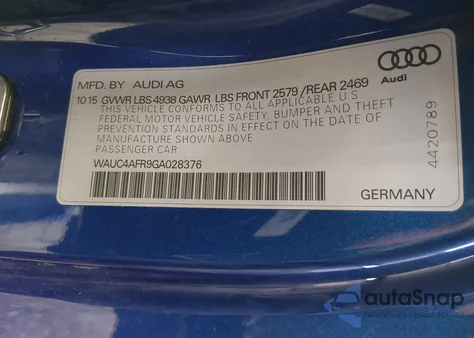 MFD. BY AUDI AG
Audi
10 15 GVWR LBS 4938 GAWR LBS FRONT 2579 /REAR 2469
THIS VEHICLE CONFORMS TO ALL APPLICABLE U.S.
FEDERAL MOTOR VEHICLE SAFETY, BUMPER AND THEFT
PREVENTION STANDARDS IN EFFECT ON THE DATE OF
MANUFACTURE SHOWN ABOVE
PASSENGER CAR
WAUC4AFR9GA028376
4420789
GERMANY
autoSnap